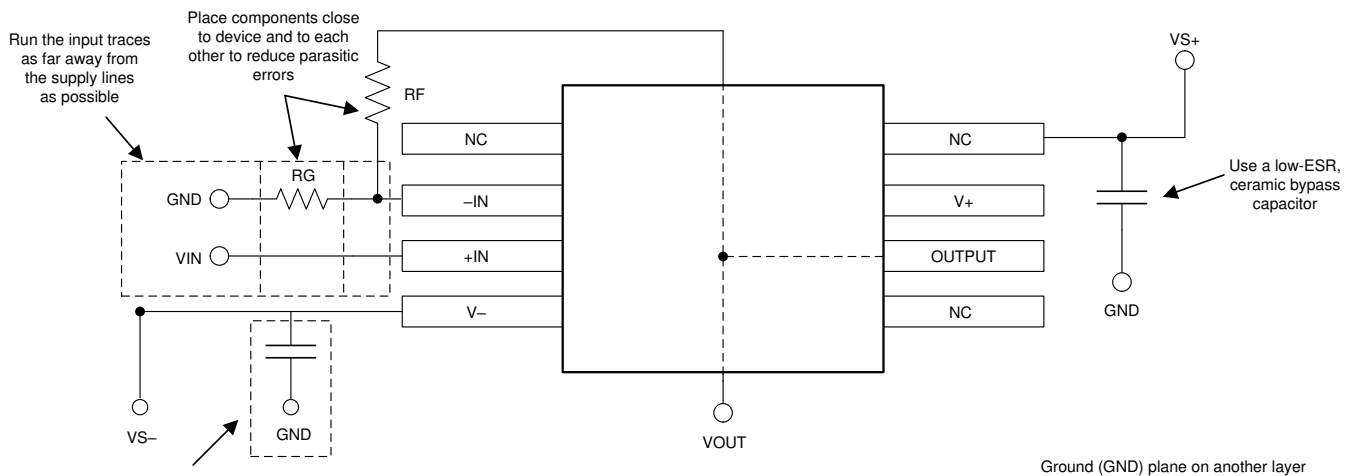 Place components close
to device and to each
other to reduce parasitic
errors
Run the input traces
as far away from
the supply lines
as possible
VS+
RF
NC
NC
Use a low-ESR,
ceramic bypass
capacitor
RG
GND
–IN
V+
VIN
+IN
OUTPUT
GND
V–
NC
VS–
GND
VOUT
Ground (GND) plane on another layer